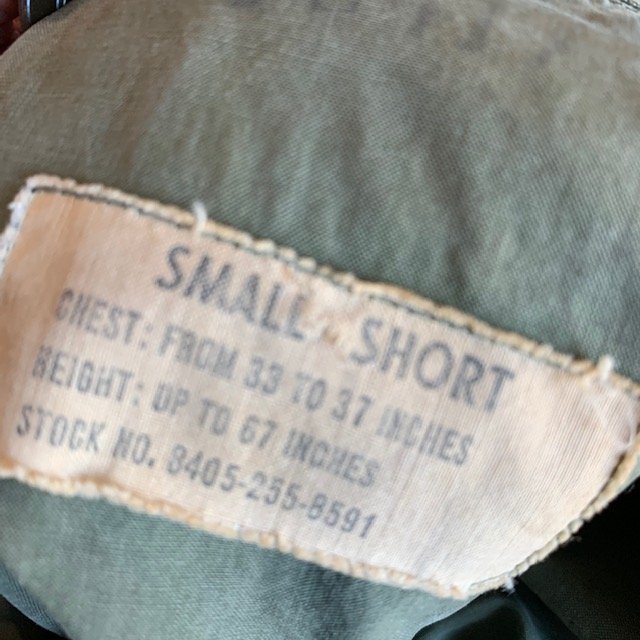 SMALL - SHORT
CHEST: FROM 33 TO 37 INCHES
HEIGHT: UP TO 67 INCHES
STOCK NO. 8405-255-8591